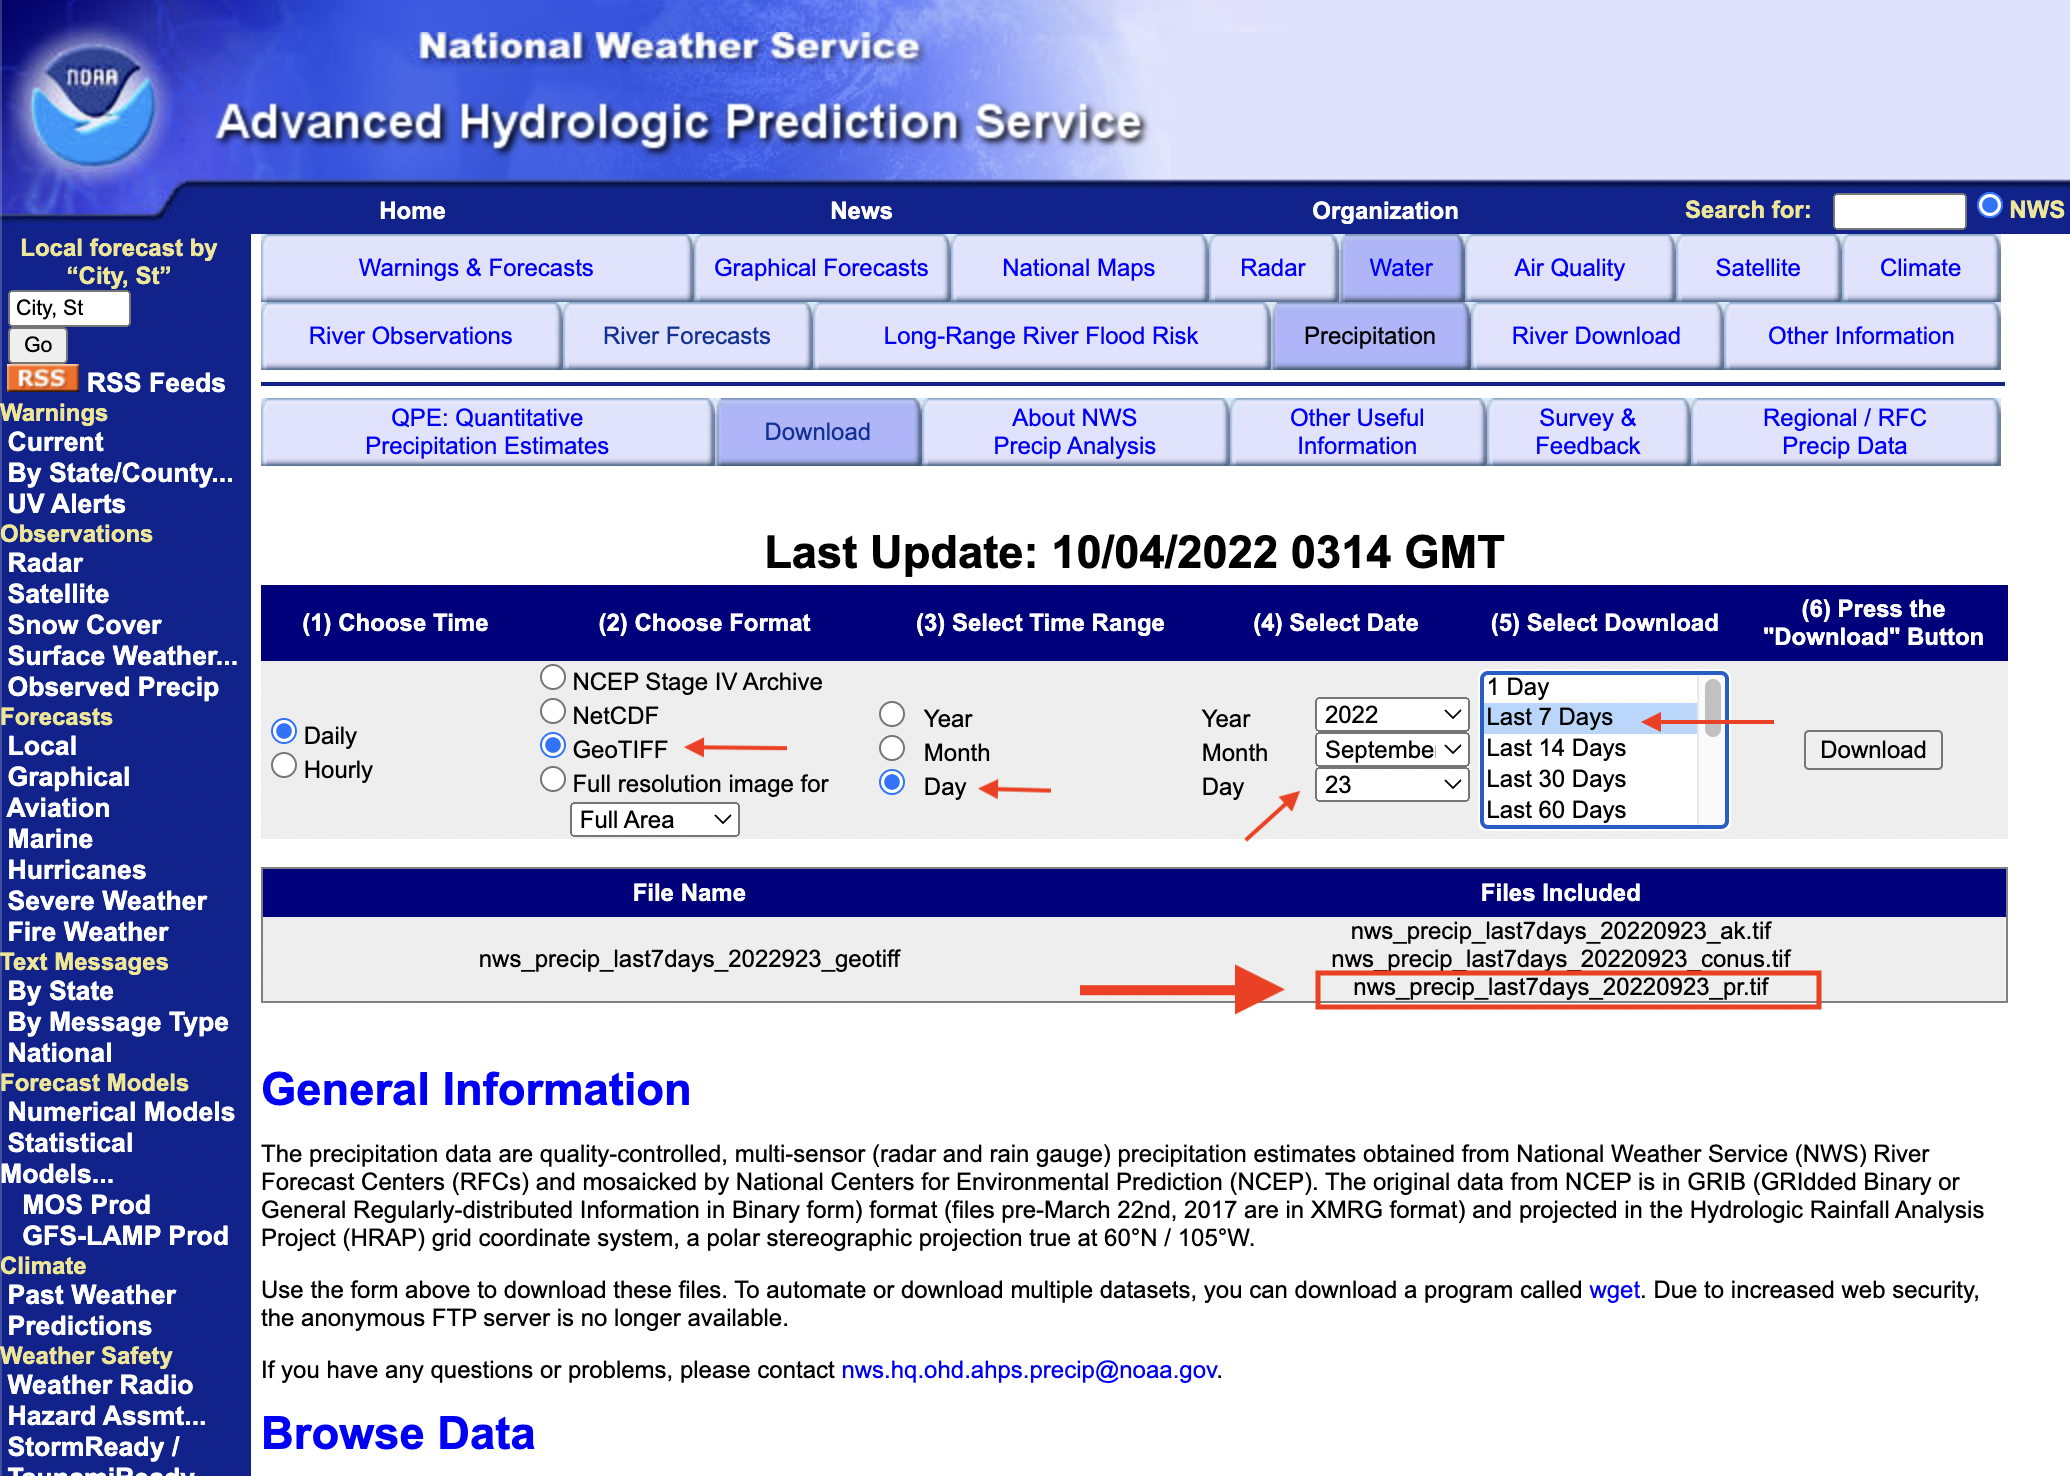 NOAA
National Weather Service
Advanced Hydrologic Prediction Service
Home News Organization Search for: NWS
Local forecast by
“City, St”
City, St
Go
RSS RSS Feeds
Warnings
Current
By State/County...
UV Alerts
Observations
Radar
Satellite
Snow Cover
Surface Weather...
Observed Precip
Forecasts
Local
Graphical
Aviation
Marine
Hurricanes
Severe Weather
Fire Weather
Text Messages
By State
By Message Type
National
Forecast Models
Numerical Models
Statistical
Models...
MOS Prod
GFS-LAMP Prod
Climate
Past Weather
Predictions
Weather Safety
Weather Radio
Hazard Assmt...
StormReady /
TsunamiReady
Warnings & Forecasts Graphical Forecasts National Maps Radar Water Air Quality Satellite Climate
River Observations River Forecasts Long-Range River Flood Risk Precipitation River Download Other Information
QPE: Quantitative
Precipitation Estimates
Download
About NWS
Precip Analysis
Other Useful
Information
Survey &
Feedback
Regional / RFC
Precip Data
Last Update: 10/04/2022 0314 GMT
(1) Choose Time (2) Choose Format (3) Select Time Range (4) Select Date (5) Select Download (6) Press the
"Download" Button
Daily
Hourly
NCEP Stage IV Archive
NetCDF
GeoTIFF
Full resolution image for
Full Area
Year
Month
Day
Year 2022
Month Septembe
Day 23
1 Day
Last 7 Days
Last 14 Days
Last 30 Days
Last 60 Days
Download
File Name Files Included
nws_precip_last7days_2022923_geotiff
nws_precip_last7days_20220923_ak.tif
nws_precip_last7days_20220923_conus.tif
nws_precip_last7days_20220923_pr.tif
General Information
The precipitation data are quality-controlled, multi-sensor (radar and rain gauge) precipitation estimates obtained from National Weather Service (NWS) River
Forecast Centers (RFCs) and mosaicked by National Centers for Environmental Prediction (NCEP). The original data from NCEP is in GRIB (GRIdded Binary or
General Regularly-distributed Information in Binary form) format (files pre-March 22nd, 2017 are in XMRG format) and projected in the Hydrologic Rainfall Analysis
Project (HRAP) grid coordinate system, a polar stereographic projection true at 60°N / 105°W.
Use the form above to download these files. To automate or download multiple datasets, you can download a program called wget. Due to increased web security,
the anonymous FTP server is no longer available.
If you have any questions or problems, please contact nws.hq.ohd.ahps.precip@noaa.gov.
Browse Data